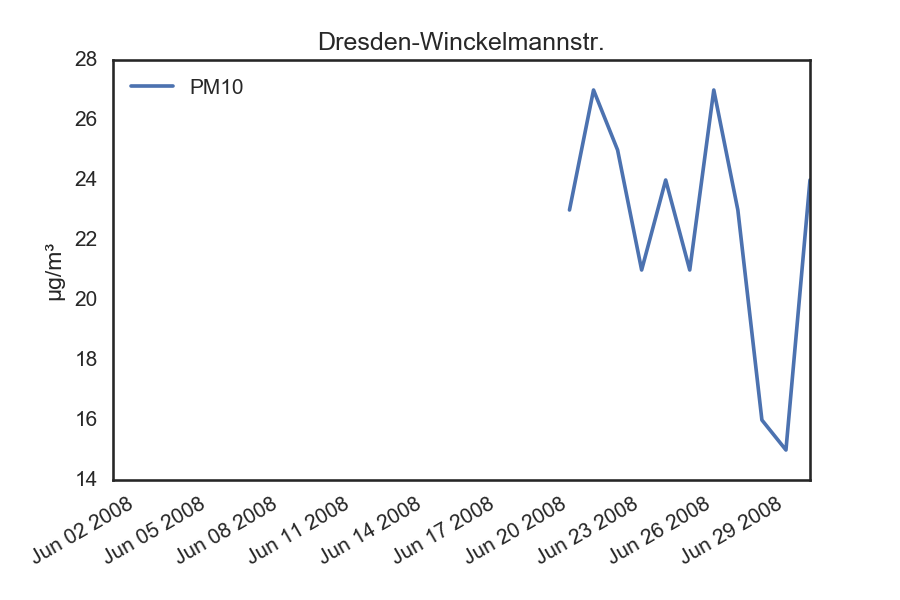 Dresden-Winckelmannstr.
28
PM10
26
24
22
µg/m³
20
18
16
14
Jun 02 2008
Jun 05 2008
Jun 08 2008
Jun 11 2008
Jun 14 2008
Jun 17 2008
Jun 20 2008
Jun 23 2008
Jun 26 2008
Jun 29 2008